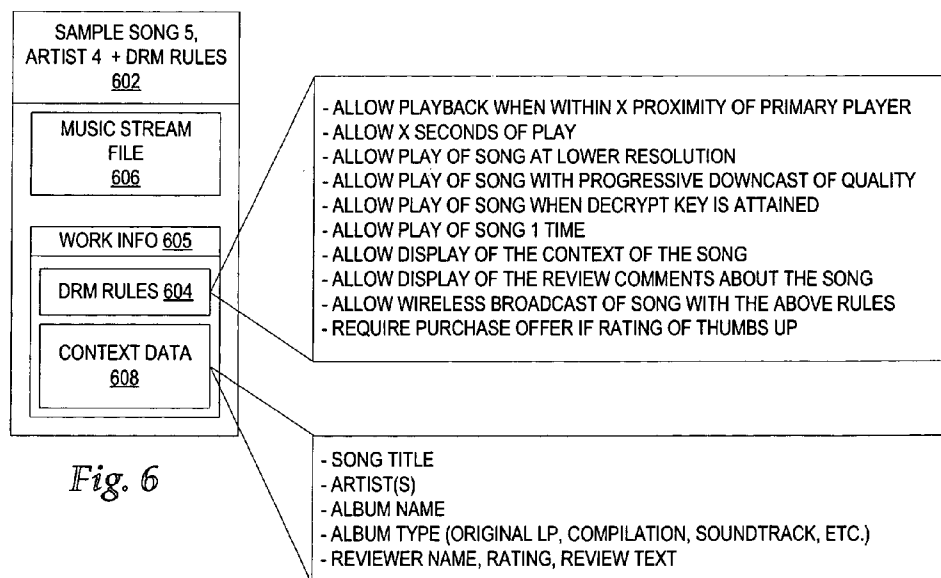 SAMPLE SONG 5,
ARTIST 4 + DRM RULES
602
MUSIC STREAM
FILE
606
WORK INFO 605
DRM RULES 604
CONTEXT DATA
608
- ALLOW PLAYBACK WHEN WITHIN X PROXIMITY OF PRIMARY PLAYER
- ALLOW X SECONDS OF PLAY
- ALLOW PLAY OF SONG AT LOWER RESOLUTION
- ALLOW PLAY OF SONG WITH PROGRESSIVE DOWNCAST OF QUALITY
- ALLOW PLAY OF SONG WHEN DECRYPT KEY IS ATTAINED
- ALLOW PLAY OF SONG 1 TIME
- ALLOW DISPLAY OF THE CONTEXT OF THE SONG
- ALLOW DISPLAY OF THE REVIEW COMMENTS ABOUT THE SONG
- ALLOW WIRELESS BROADCAST OF SONG WITH THE ABOVE RULES
- REQUIRE PURCHASE OFFER IF RATING OF THUMBS UP
- SONG TITLE
- ARTIST(S)
- ALBUM NAME
- ALBUM TYPE (ORIGINAL LP, COMPILATION, SOUNDTRACK, ETC.)
- REVIEWER NAME, RATING, REVIEW TEXT
Fig. 6